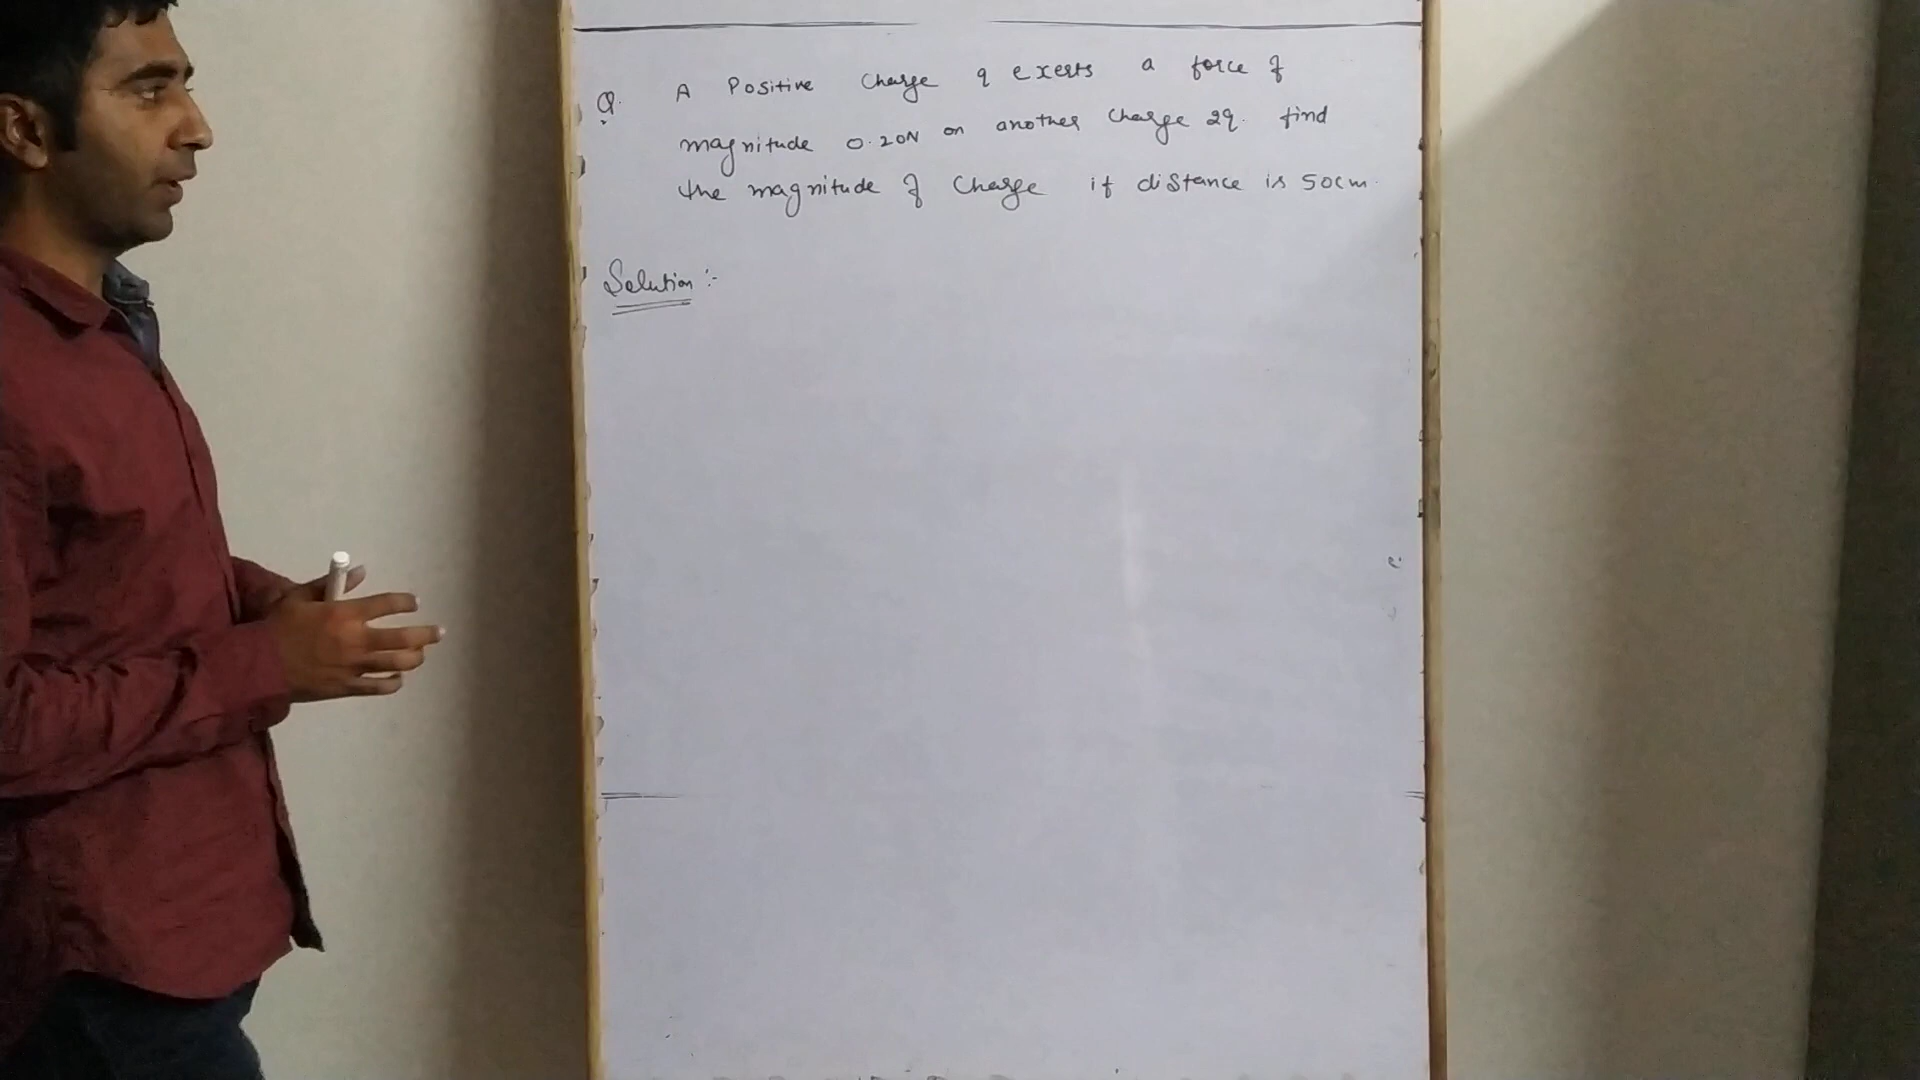 Q. A Positive Charge q exerts a force of
magnitude 0.20N on another Charge 2q. find
the magnitude of Charge if distance is 50cm.
Solution :-